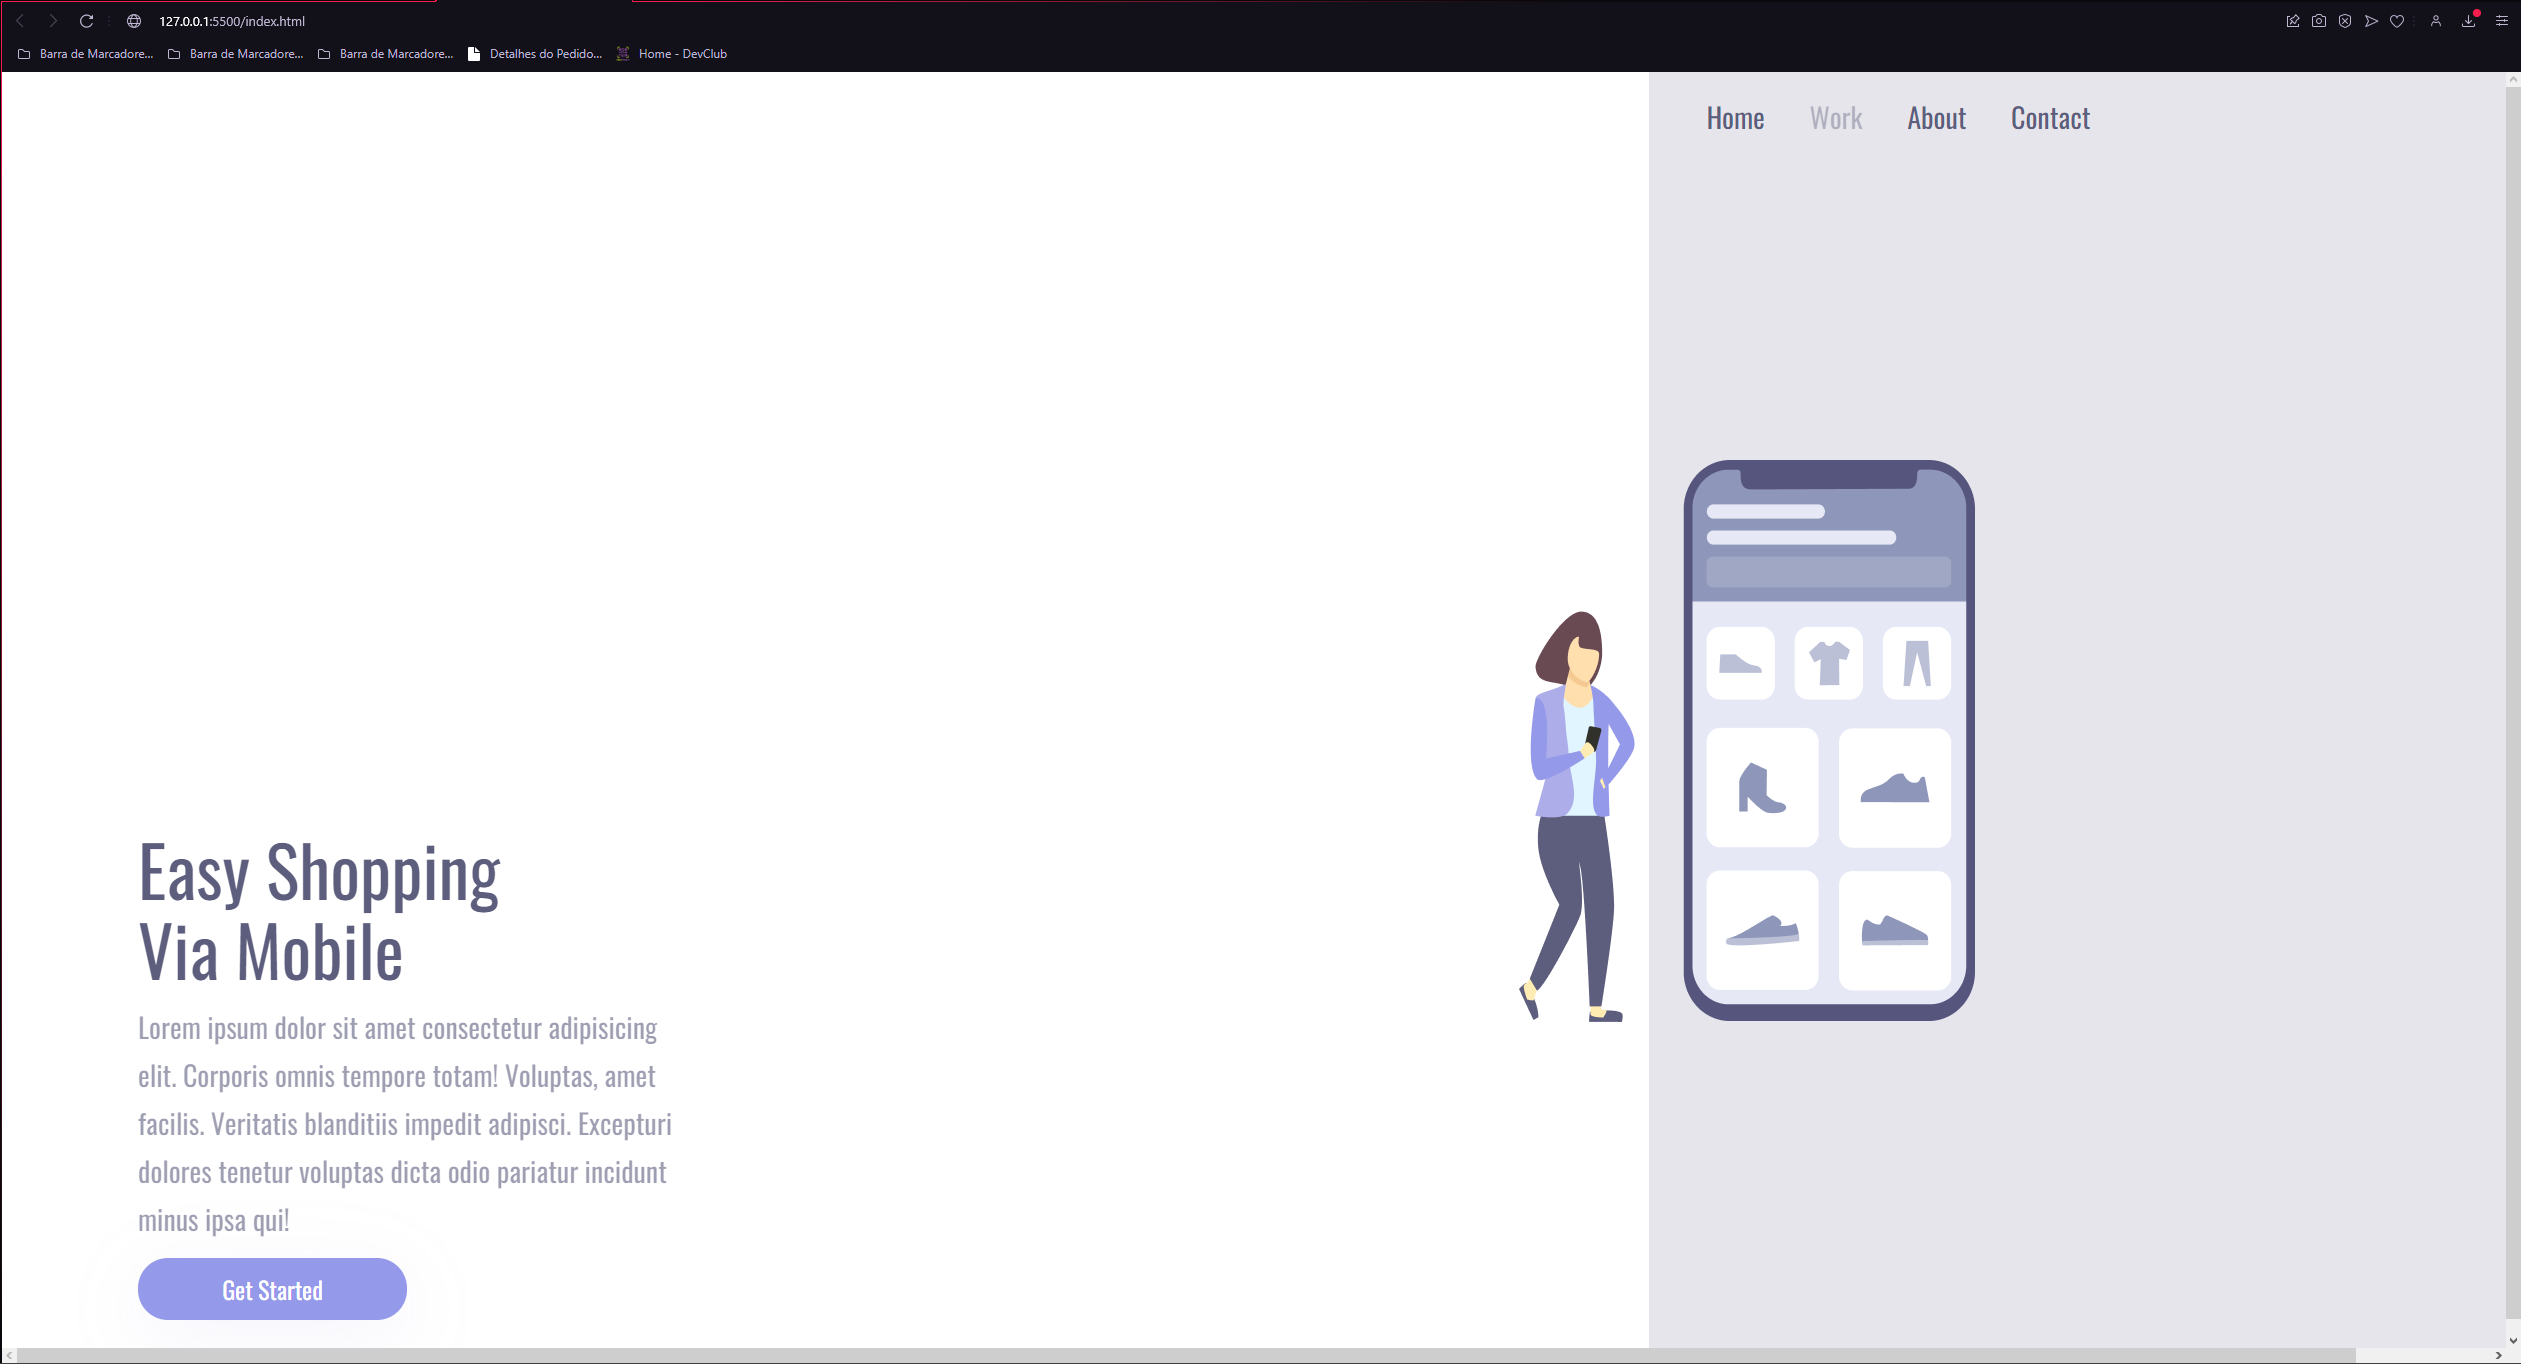 127.0.0.1:5500/index.html
Barra de Marcadore... Barra de Marcadore... Barra de Marcadore... Detalhes do Pedido... Home - DevClub
Home Work About Contact
Easy Shopping
Via Mobile
Lorem ipsum dolor sit amet consectetur adipisicing
elit. Corporis omnis tempore totam! Voluptas, amet
facilis. Veritatis blanditiis impedit adipisci. Excepturi
dolores tenetur voluptas dicta odio pariatur incidunt
minus ipsa qui!
Get Started